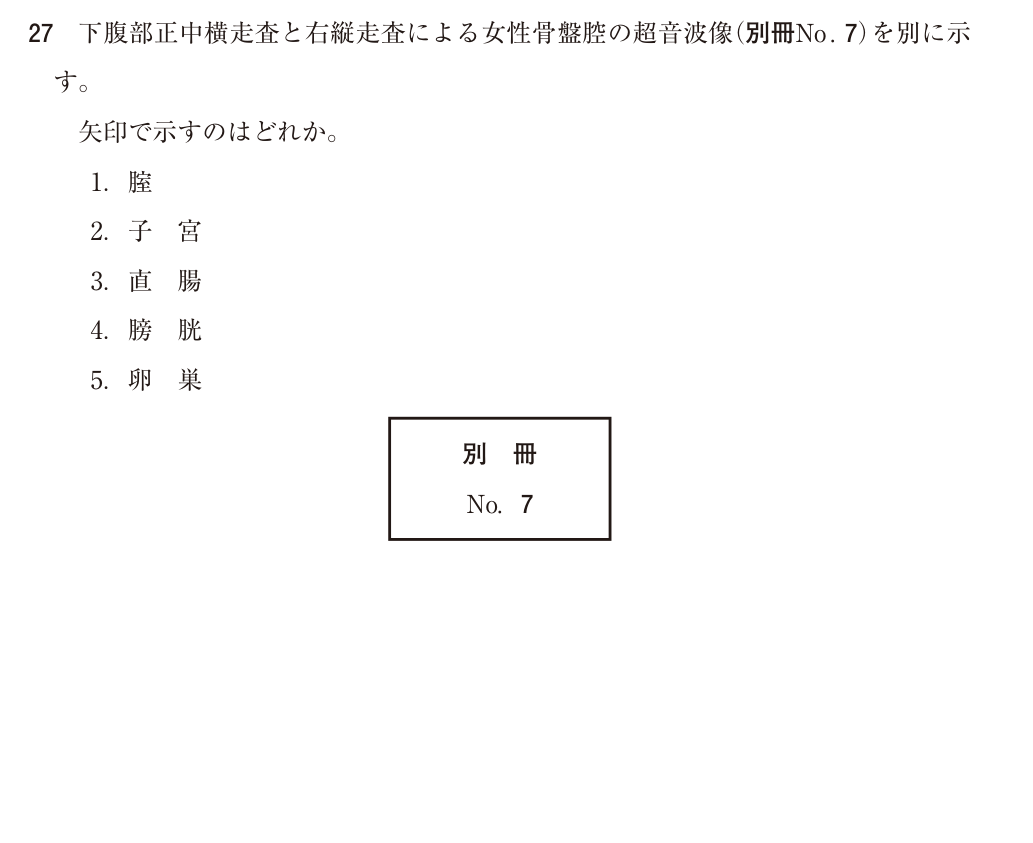 27 下腹部正中横走査と右縦走査による女性骨盤腔の超音波像(別冊No. 7)を別に示
す。
矢印で示すのはどれか。
1. 腟
2. 子 宮
3. 直 腸
4. 膀 胱
5. 卵 巣
別 冊
No. 7